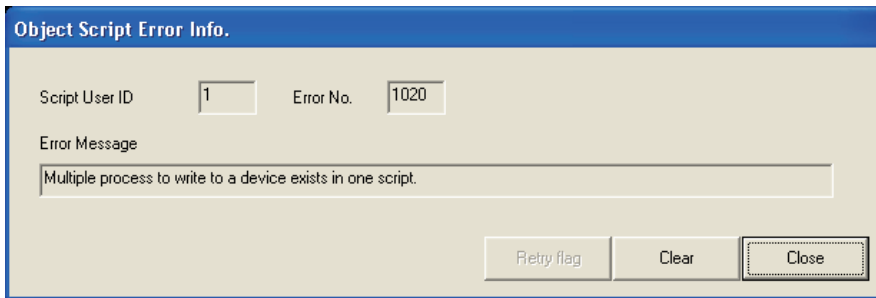 Object Script Error Info.
Script User ID 1 Error No. 1020
Error Message
Multiple process to write to a device exists in one script.
Retry flag Clear Close